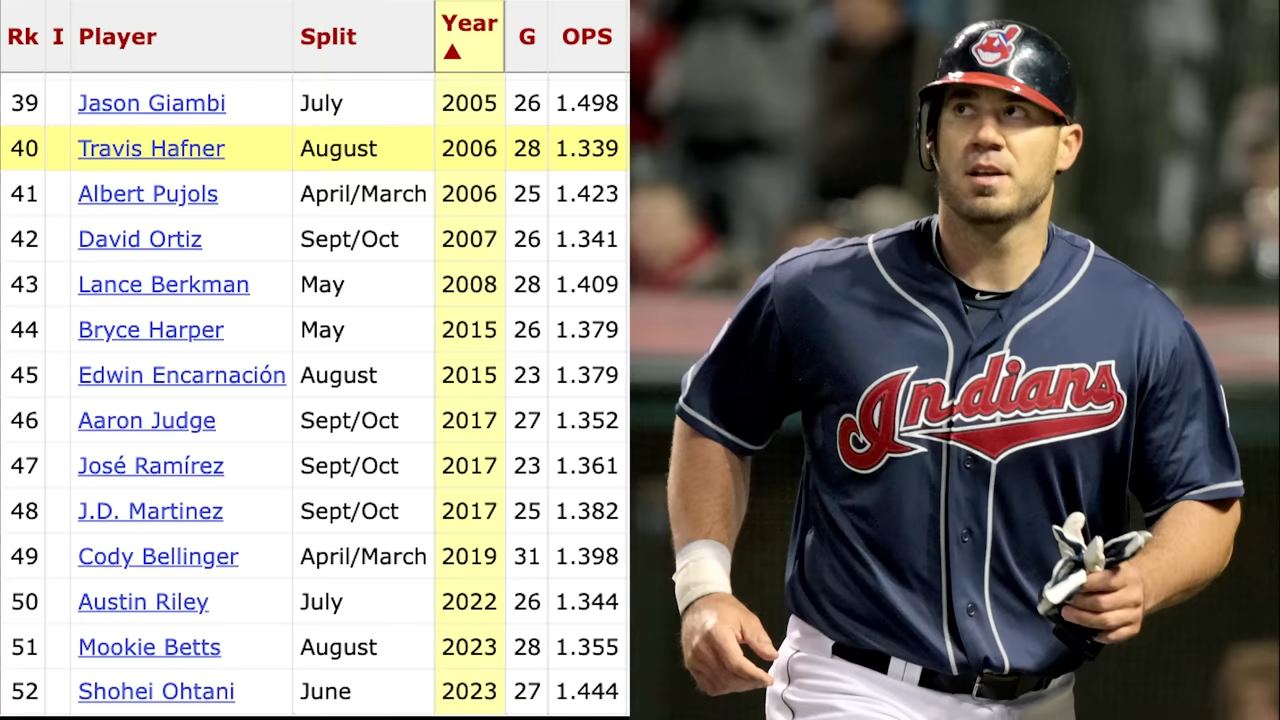 Rk I Player Split Year ▲ G OPS
39 Jason Giambi July 2005 26 1.498
40 Travis Hafner August 2006 28 1.339
41 Albert Pujols April/March 2006 25 1.423
42 David Ortiz Sept/Oct 2007 26 1.341
43 Lance Berkman May 2008 28 1.409
44 Bryce Harper May 2015 26 1.379
45 Edwin Encarnación August 2015 23 1.379
46 Aaron Judge Sept/Oct 2017 27 1.352
47 José Ramírez Sept/Oct 2017 23 1.361
48 J.D. Martinez Sept/Oct 2017 25 1.382
49 Cody Bellinger April/March 2019 31 1.398
50 Austin Riley July 2022 26 1.344
51 Mookie Betts August 2023 28 1.355
52 Shohei Ohtani June 2023 27 1.444
Indians